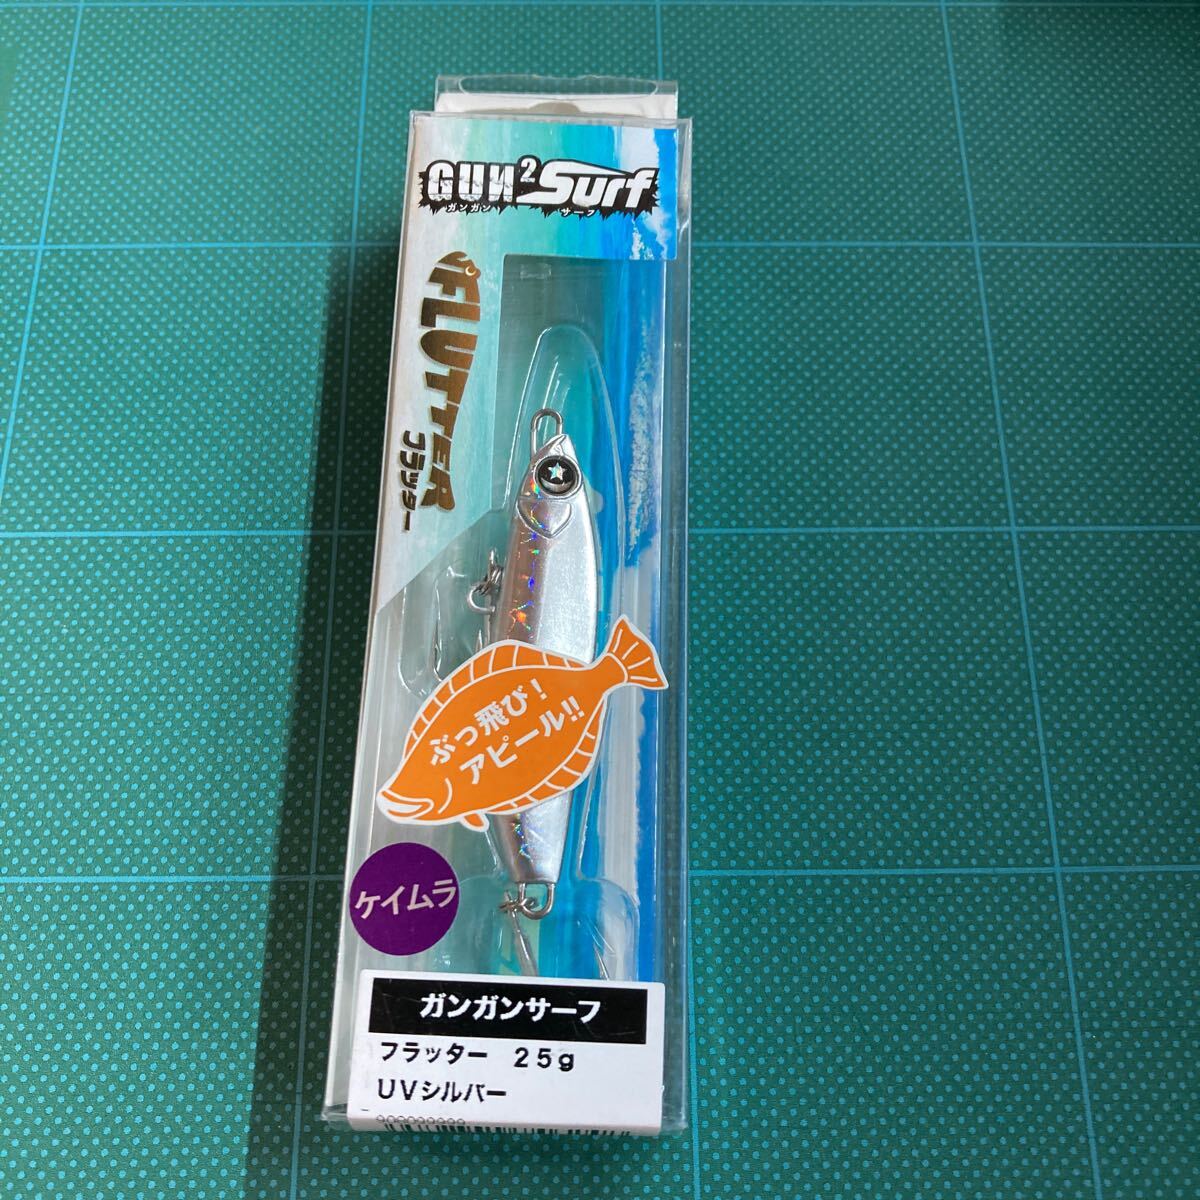 GUN² Surf
ガンガン サーフ
FLUTTER
フラッター
ぶっ飛び!
アピール!!
ケイムラ
ガンガンサーフ
フラッター 25g
UVシルバー